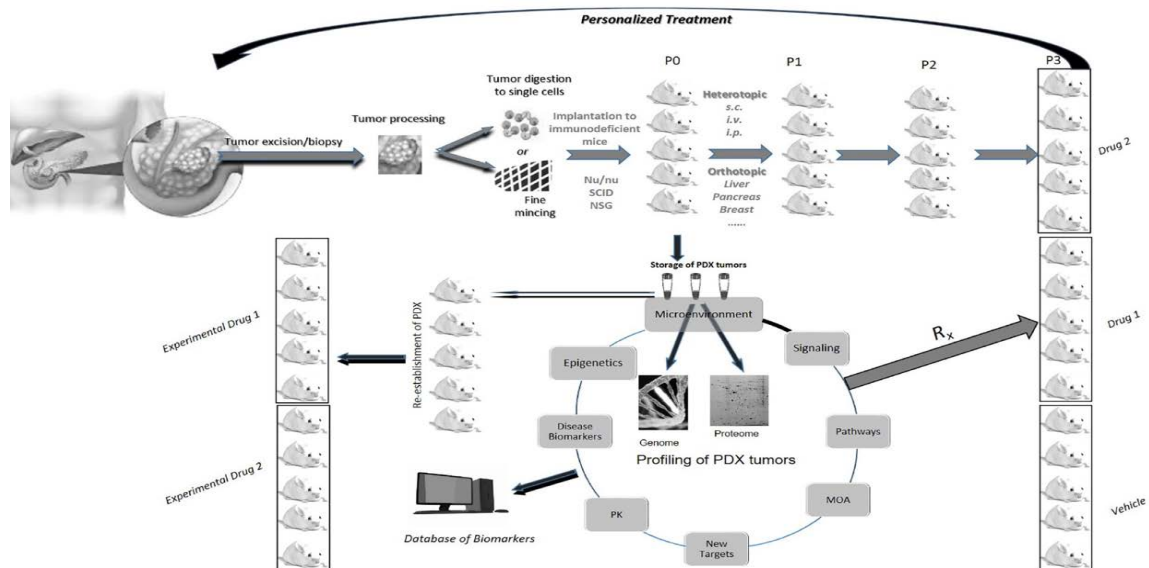 Personalized Treatment
P0
P1
P2
P3
Tumor digestion
to single cells
Tumor processing
Tumor excision/biopsy
or
Fine
mincing
Implantation to
immunodeficient
mice
Nu/nu
SCID
NSG
Heterotopic
s.c.
i.v.
i.p.
Orthotopic
Liver
Pancreas
Breast
......
Drug 2
Storage of PDX tumors
Microenvironment
Signaling
Epigenetics
Disease
Biomarkers
Pathways
MOA
New
Targets
PK
Genome
Proteome
Profiling of PDX tumors
Rx
Drug 1
Vehicle
Re-establishment of PDX
Experimental Drug 1
Experimental Drug 2
Database of Biomarkers